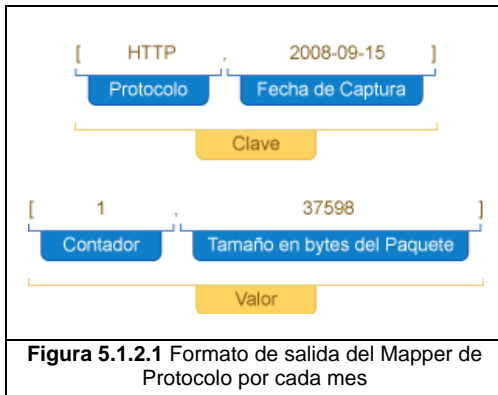 [ HTTP , 2008-09-15 ]
Protocolo Fecha de Captura
Clave
[ 1 , 37598 ]
Contador Tamaño en bytes del Paquete
Valor
Figura 5.1.2.1 Formato de salida del Mapper de
Protocolo por cada mes